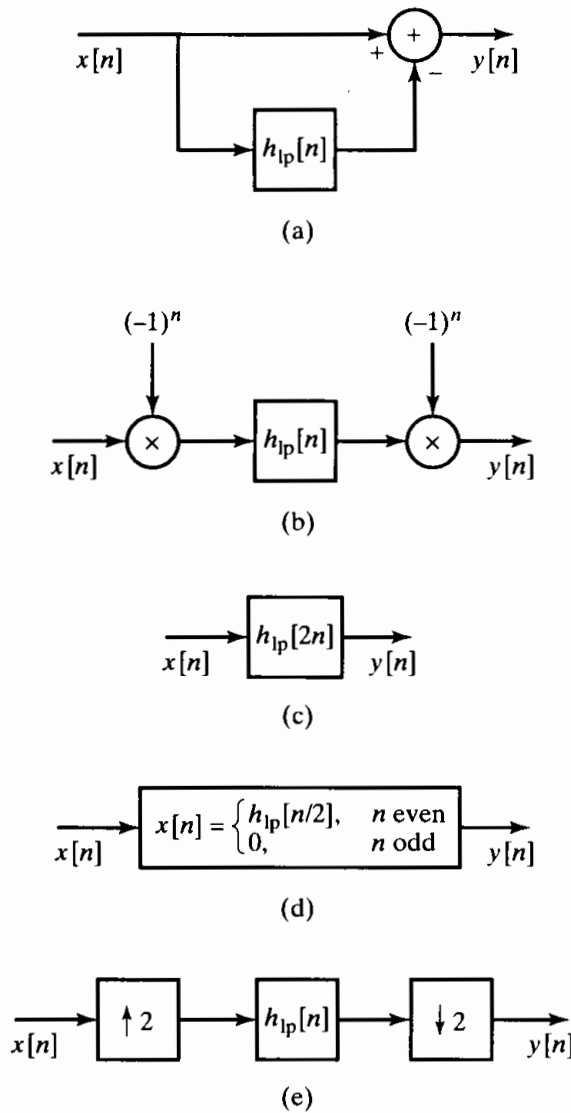 +
x[n] + − y[n]
h_lp[n]
(a)
(−1)^n (−1)^n
× h_lp[n] ×
x[n] y[n]
(b)
h_lp[2n]
x[n] y[n]
(c)
x[n] = { h_lp[n/2], n even
0, n odd
x[n] y[n]
(d)
↑ 2 h_lp[n] ↓ 2
x[n] y[n]
(e)